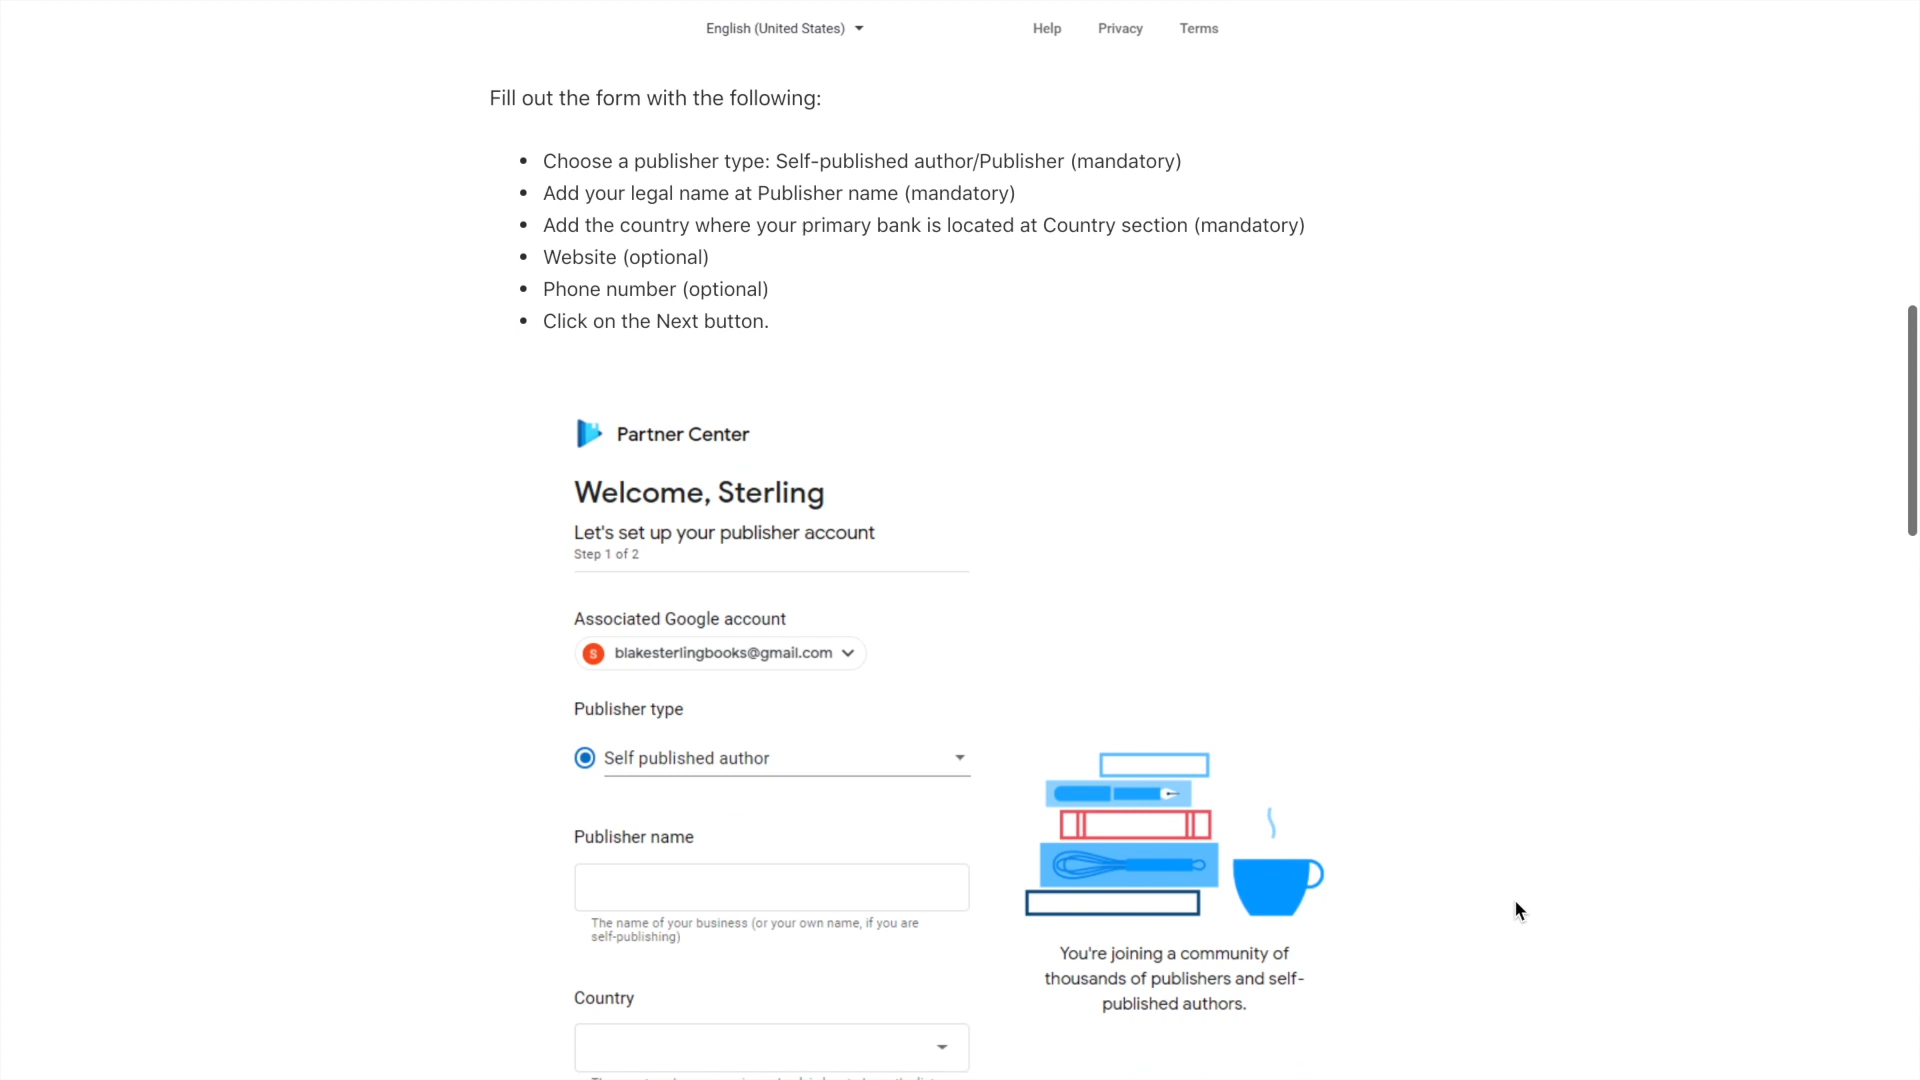 English (United States)
Help
Privacy
Terms
Fill out the form with the following:
Choose a publisher type: Self-published author/Publisher (mandatory)
Add your legal name at Publisher name (mandatory)
Add the country where your primary bank is located at Country section (mandatory)
Website (optional)
Phone number (optional)
Click on the Next button.
Partner Center
Welcome, Sterling
Let's set up your publisher account
Step 1 of 2
Associated Google account
S blakesterlingbooks@gmail.com
Publisher type
Self published author
Publisher name
The name of your business (or your own name, if you are
self-publishing)
Country
You're joining a community of
thousands of publishers and self-
published authors.